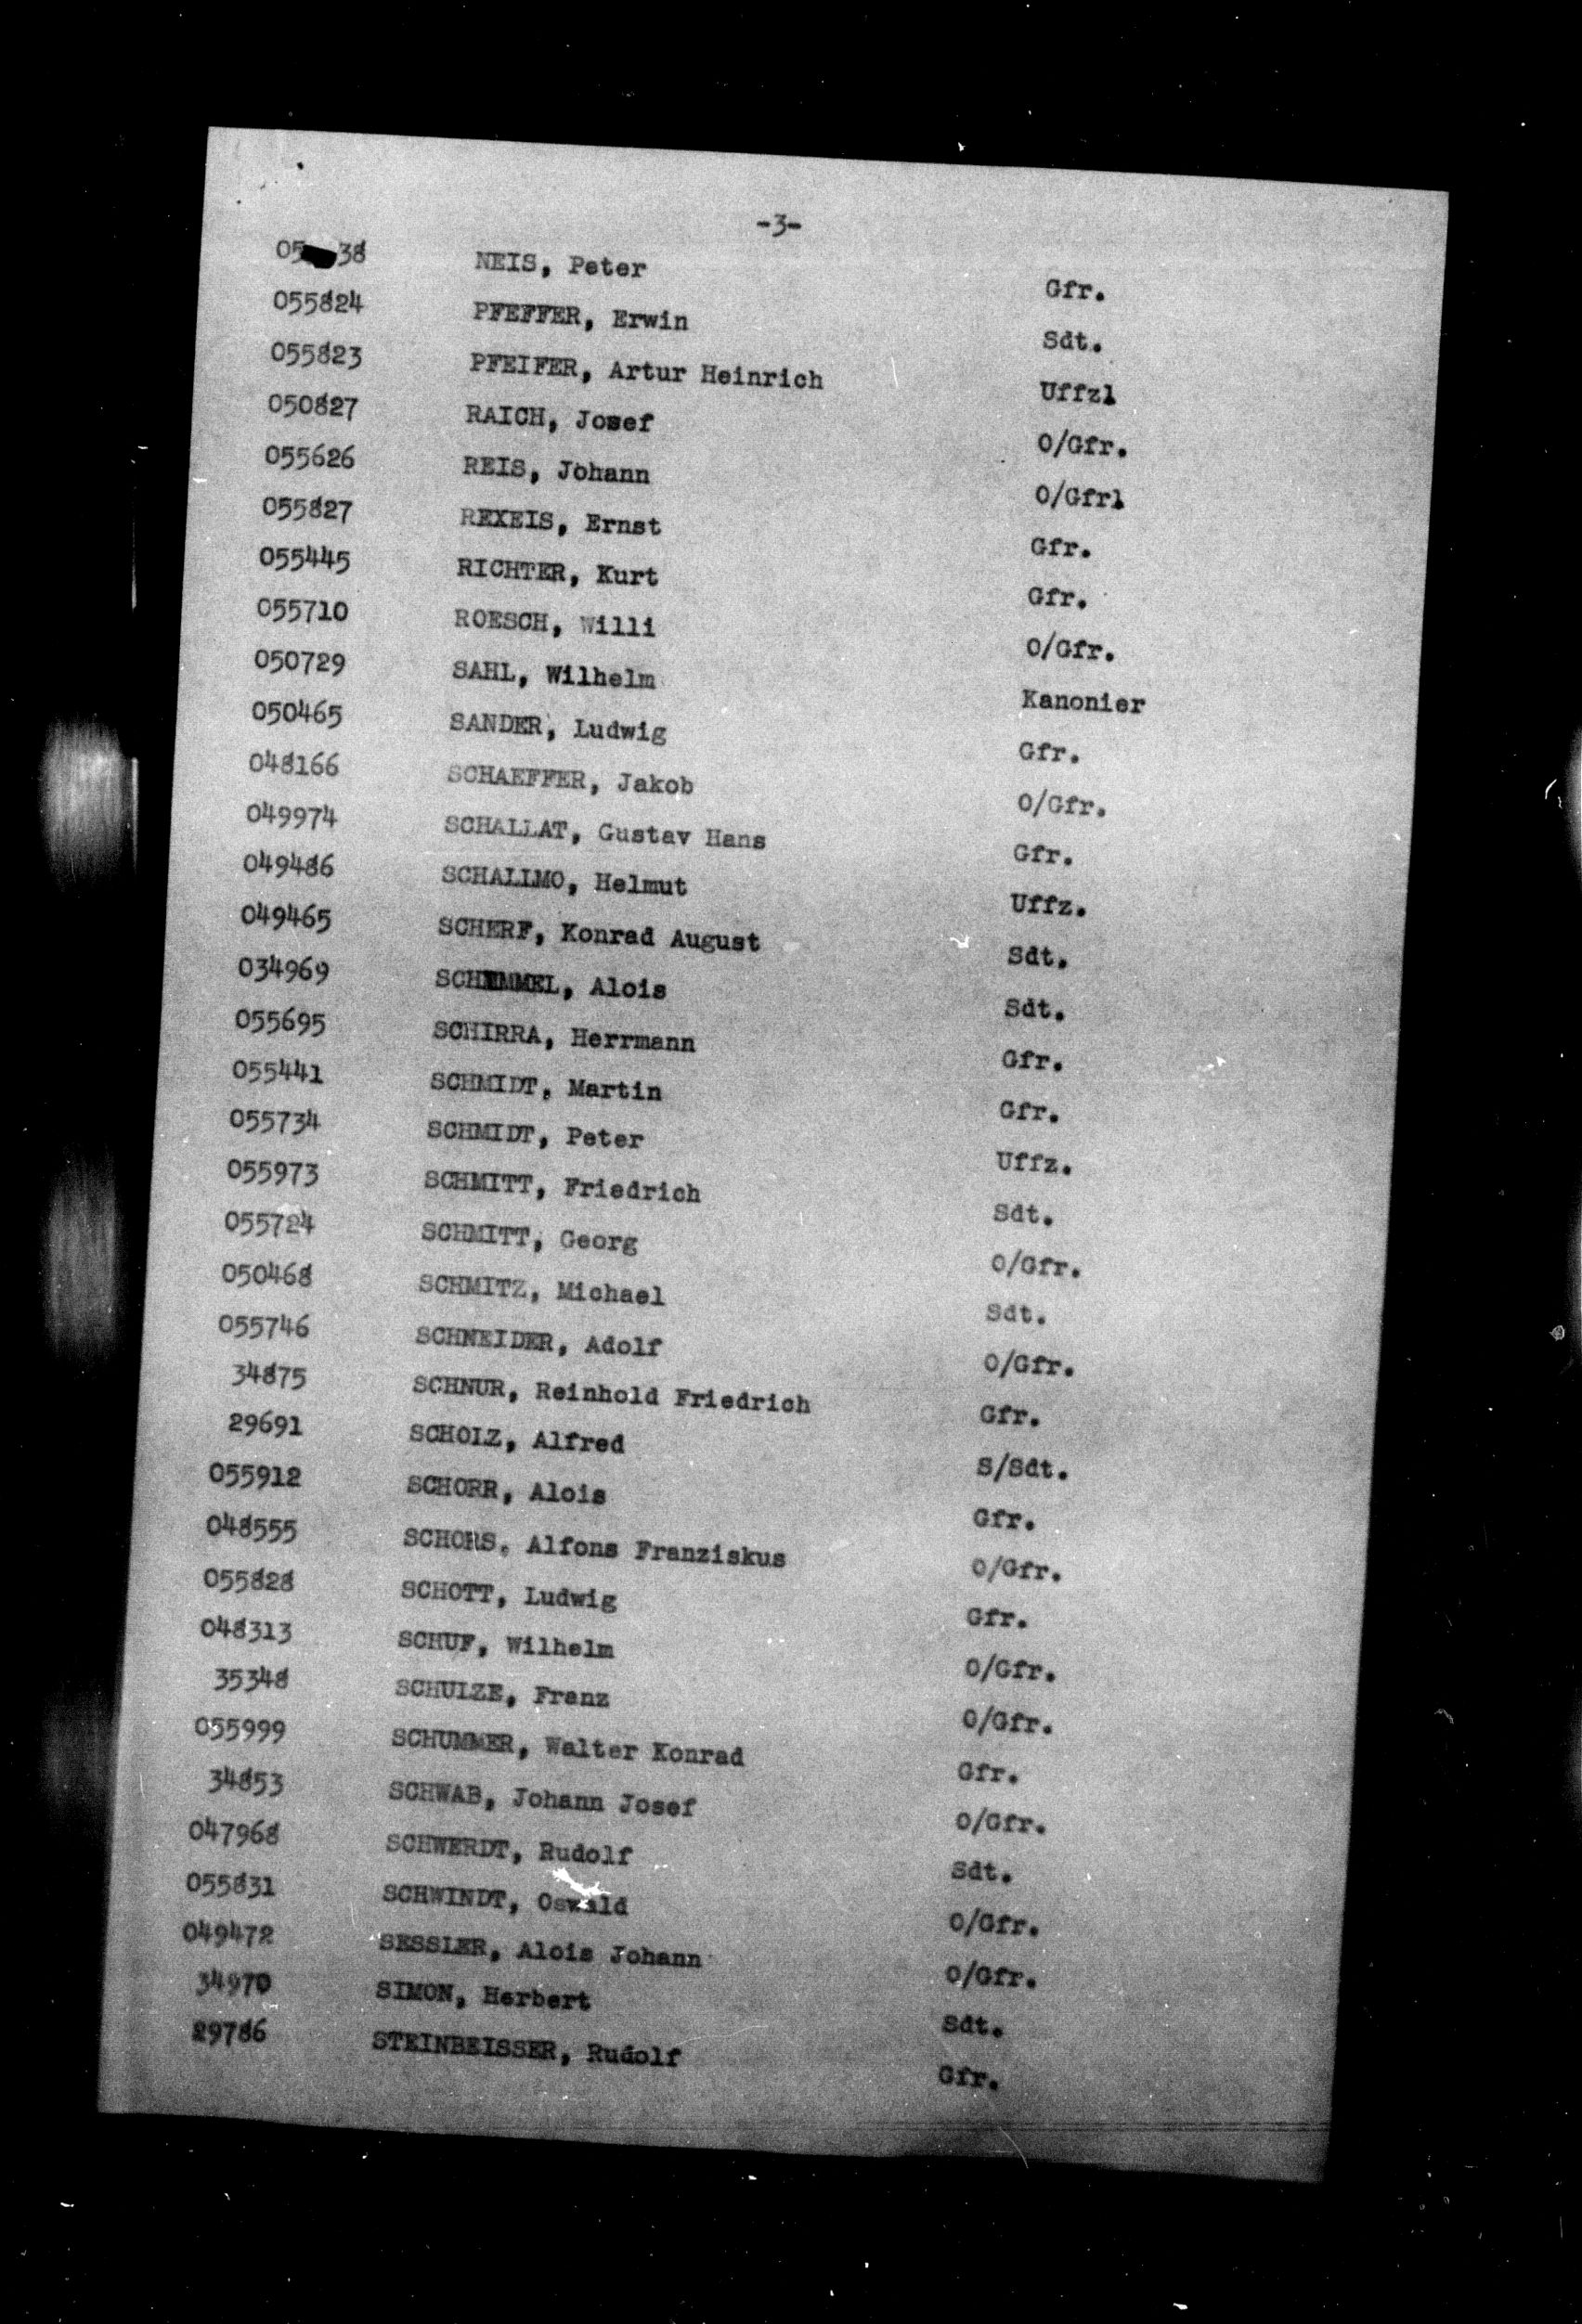 -3-
05 38 NEIS, Peter Gfr.
055824 PFEFFER, Erwin Sdt.
055823 PFEIFER, Artur Heinrich Uffzl
050827 RAICH, Josef O/Gfr.
055626 REIS, Johann O/Gfrl
055827 REXEIS, Ernst Gfr.
055445 RICHTER, Kurt Gfr.
055710 ROESCH, Willi O/Gfr.
050729 SAHL, Wilhelm Kanonier
050465 SANDER, Ludwig Gfr.
048166 SCHAEFFER, Jakob O/Gfr.
049974 SCHALLAT, Gustav Hans Gfr.
049486 SCHALLMO, Helmut Uffz.
049465 SCHERF, Konrad August Sdt.
034969 Alois Sdt.
055695 SCHIRRA, Herrmann Gfr.
055441 SCHMIDT, Martin Gfr.
055734 SCHMIDT, Peter Uffz.
055973 SCHMITT, Friedrich Sdt.
055724 SCHMITT, Georg O/Gfr.
050468 SCHMITZ, Michael Sdt.
055746 SCHNEIDER, Adolf O/Gfr.
34875 SCHNUR, Reinhold Friedrich Gfr.
29691 SCHOLZ, Alfred S/Sdt.
055912 SCHORR, Alois Gfr.
048555 SCHORS, Alfons Franziskus O/Gfr.
055828 SCHOTT, Ludwig Gfr.
048313 SCHUF, Wilhelm O/Gfr.
35348 SCHULZE, Franz O/Gfr.
055999 SCHUMMER, Walter Konrad Gfr.
34853 SCHWAB, Johann Josef O/Gfr.
047968 SCHWERDT, Rudolf Sdt.
055831 SCHWINDT, Oswald O/Gfr.
049472 SESSLER, Alois Johann O/Gfr.
34970 SIMON, Herbert Sdt.
29786 STEINBEISSER, Rudolf Gfr.